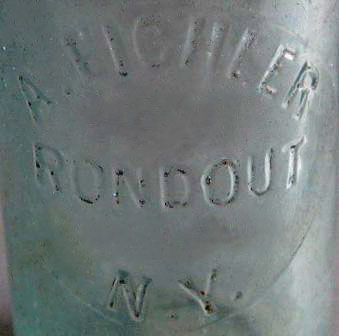 A. EICHLER
RONDOUT
N.Y.